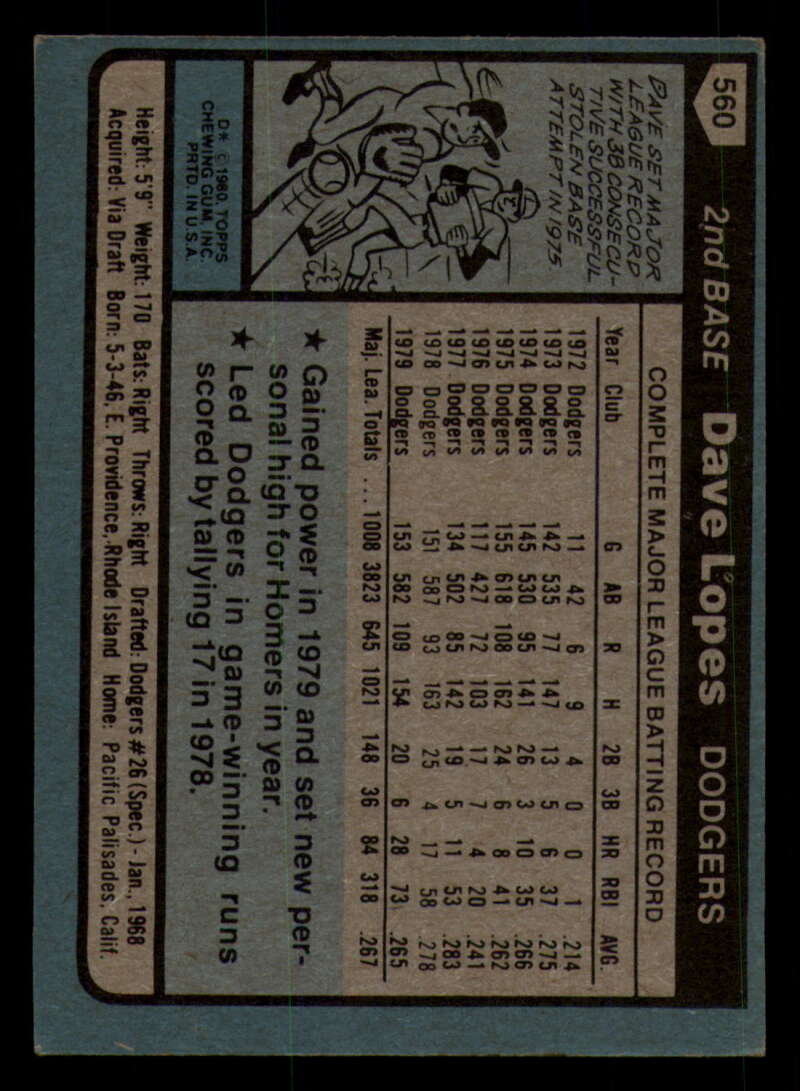 560
2nd BASE Dave Lopes DODGERS
DAVE SET MAJOR
LEAGUE RECORD
WITH 38 CONSECU-
TIVE SUCCESSFUL
STOLEN BASE
ATTEMPT IN 1975.
D* © 1980 TOPPS
CHEWING GUM, INC.
PRTD. IN U.S.A.
COMPLETE MAJOR LEAGUE BATTING RECORD
Year Club G AB R H 2B 3B HR RBI AVG.
1972 Dodgers 11 42 6 9 4 0 0 1 .214
1973 Dodgers 142 535 77 147 13 5 6 37 .275
1974 Dodgers 145 530 95 141 26 3 10 35 .266
1975 Dodgers 155 618 108 162 24 6 8 41 .262
1976 Dodgers 117 427 72 103 17 7 4 20 .241
1977 Dodgers 134 502 85 142 19 5 11 53 .283
1978 Dodgers 151 587 93 163 25 4 17 58 .278
1979 Dodgers 153 582 109 154 20 6 28 73 .265
Maj. Lea. Totals ... 1008 3823 645 1021 148 36 84 318 .267
★ Gained power in 1979 and set new per-
sonal high for Homers in year.
★ Led Dodgers in game-winning runs
scored by tallying 17 in 1978.
Height: 5'9" Weight: 170 Bats: Right Throws: Right Drafted: Dodgers #26 (Spec.) - Jan., 1968
Acquired: Via Draft Born: 5-3-46, E. Providence, Rhode Island Home: Pacific Palisades, Calif.